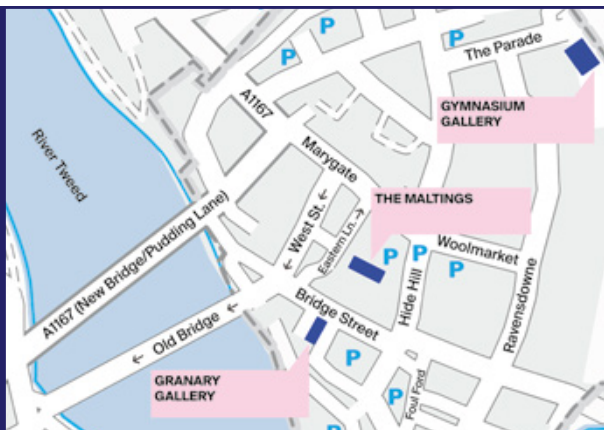 P
P
P
The Parade
A1167
GYMNASIUM
GALLERY
River Tweed
Marygate
THE MALTINGS
West St.
Eastern Ln.
A1167 (New Bridge/Pudding Lane)
P
P
Woolmarket
P
Hide Hill
Ravensdowne
Bridge Street
Old Bridge
P
GRANARY
GALLERY
P
Foul Ford
P